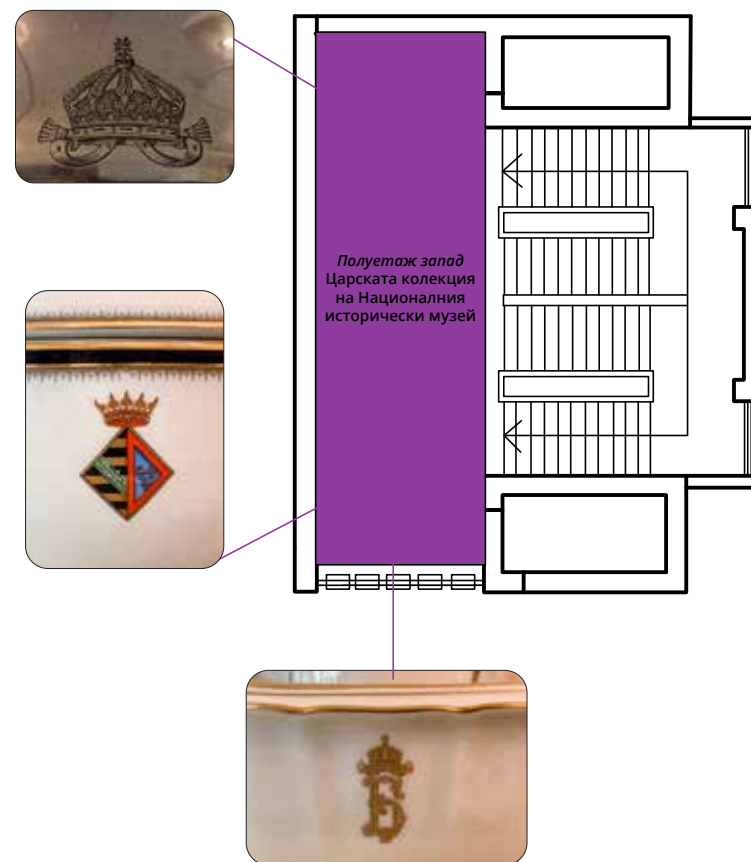 Полуетаж запад
Царската колекция
на Националния
исторически музей
Б